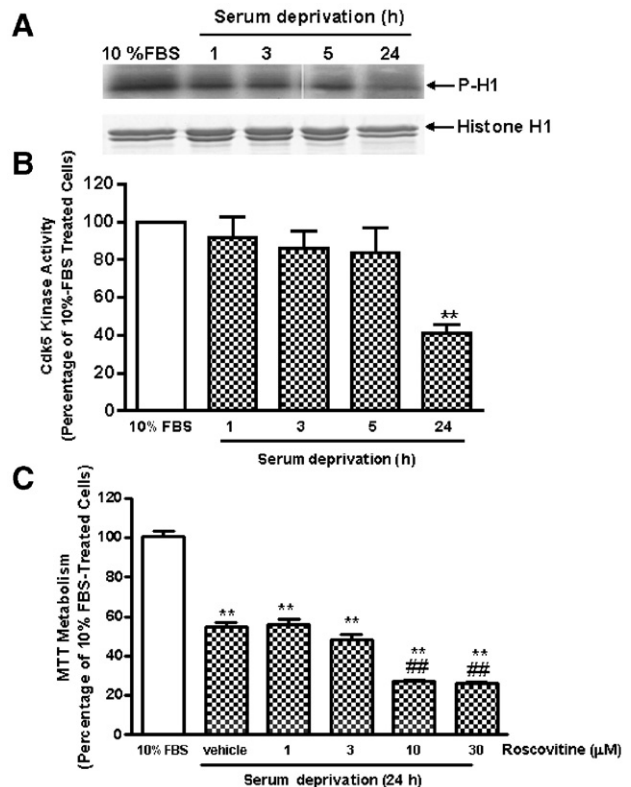 A
Serum deprivation (h)
10 %FBS 1 3 5 24
P-H1
Histone H1
B
Cdk5 Kinase Activity
(Percentage of 10%-FBS Treated Cells)
120
100
80
60
40
20
0
**
10% FBS 1 3 5 24
Serum deprivation (h)
C
MTT Metabolism
(Percentage of 10% FBS-Treated Cells)
120
100
80
60
40
20
0
** ** ** ** **
## ##
10% FBS vehicle 1 3 10 30 Roscovitine (µM)
Serum deprivation (24 h)